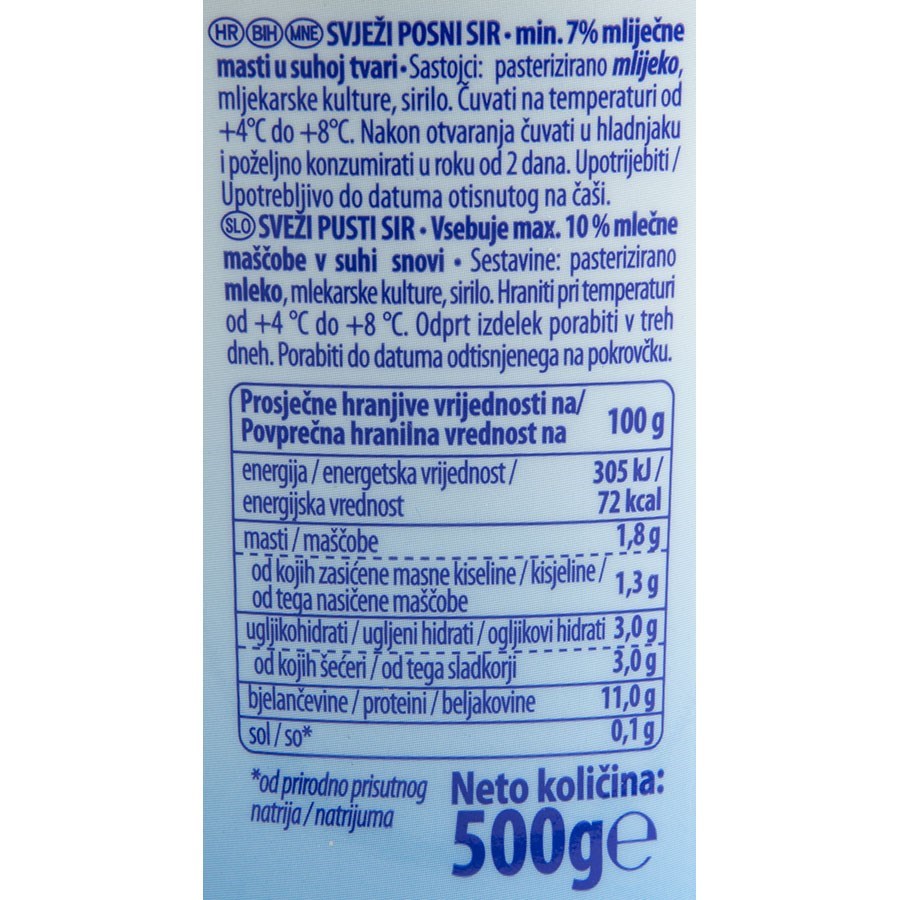 HR BIH MNE SVJEŽI POSNI SIR • min. 7% mliječne
masti u suhoj tvari • Sastojci: pasterizirano mlijeko,
mljekarske kulture, sirilo. Čuvati na temperaturi od
+4°C do +8°C. Nakon otvaranja čuvati u hladnjaku
i poželjno konzumirati u roku od 2 dana. Upotrijebiti /
Upotrebljivo do datuma otisnutog na čaši.
SLO SVEŽI PUSTI SIR • Vsebuje max. 10 % mlečne
maščobe v suhi snovi • Sestavine: pasterizirano
mleko, mlekarske kulture, sirilo. Hraniti pri temperaturi
od +4 °C do +8 °C. Odprt izdelek porabiti v treh
dneh. Porabiti do datuma odtisnjenega na pokrovčku.
Prosječne hranjive vrijednosti na/
Povprečna hranilna vrednost na 100 g
energija / energetska vrijednost / 305 kJ /
energijska vrednost 72 kcal
masti / maščobe 1,8 g
od kojih zasićene masne kiseline / kisjeline /
od tega nasičene maščobe 1,3 g
ugljikohidrati / ugljeni hidrati / ogljikovi hidrati 3,0 g
od kojih šećeri / od tega sladkorji 3,0 g
bjelančevine / proteini / beljakovine 11,0 g
sol / so* 0,1 g
*od prirodno prisutnog
natrija / natrijuma
Neto količina:
500g e